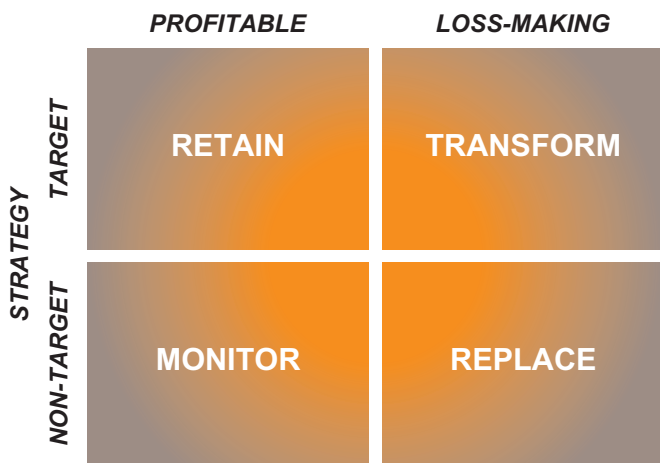 PROFITABLE
LOSS-MAKING
STRATEGY
TARGET
RETAIN
TRANSFORM
NON-TARGET
MONITOR
REPLACE